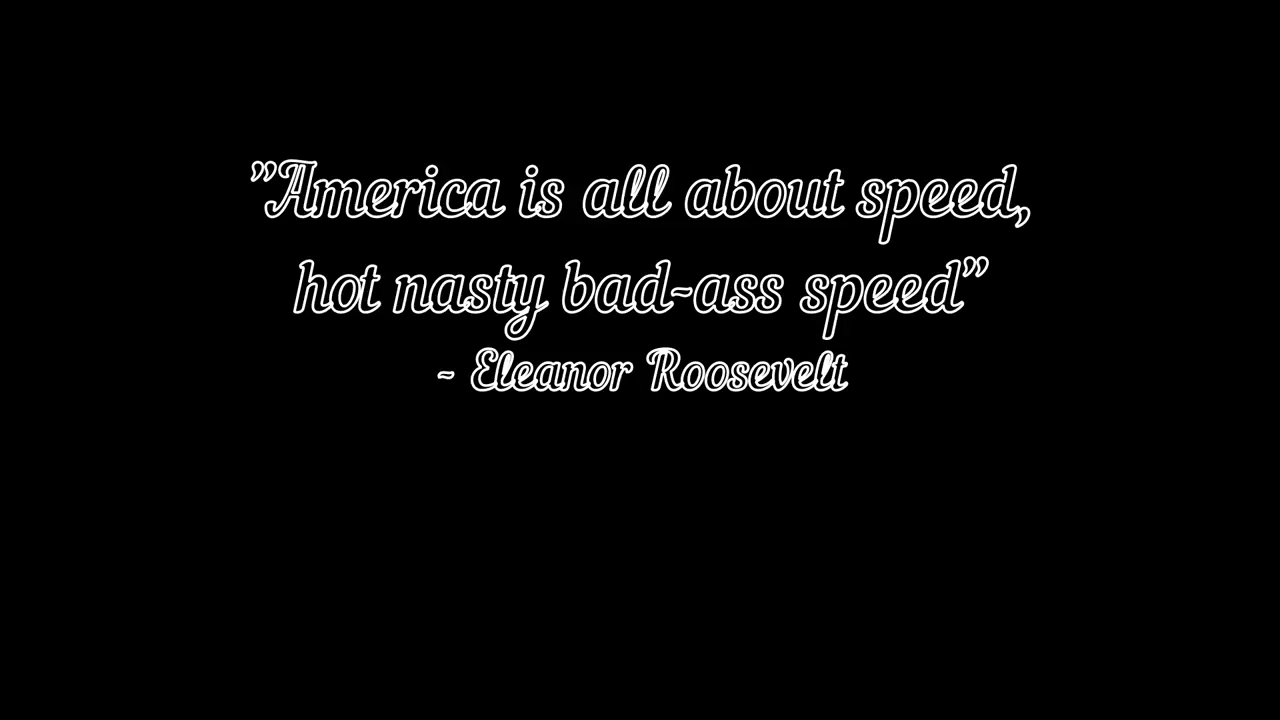 "America is all about speed,
hot nasty bad-ass speed"
- Eleanor Roosevelt